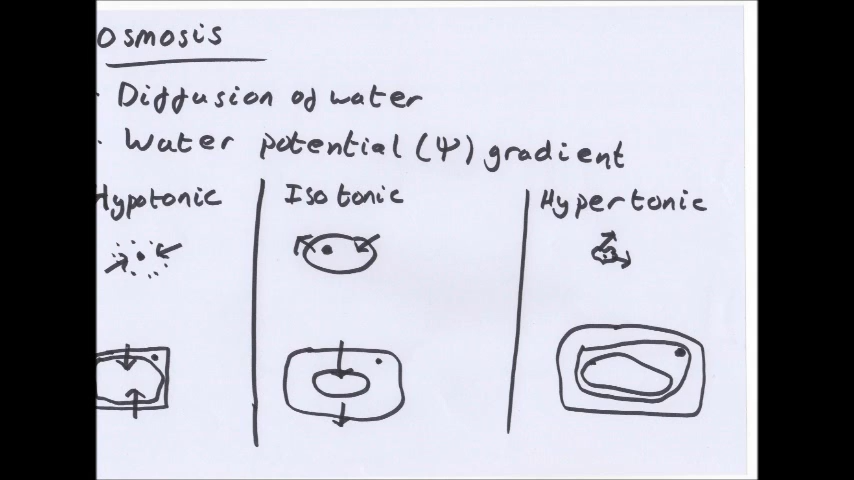 Osmosis
· Diffusion of water
· Water potential (Ψ) gradient
Hypotonic Isotonic Hypertonic